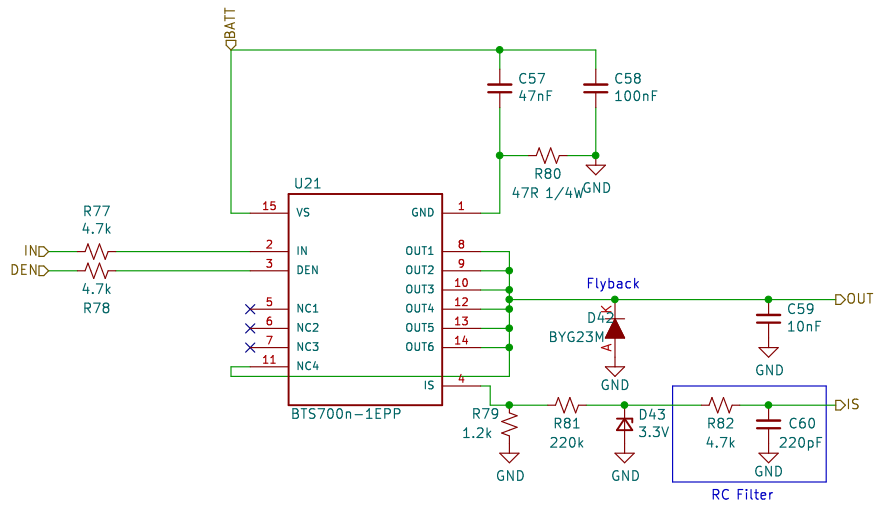 BATT
C57
47nF
C58
100nF
R80
47R 1/4W
GND
U21
15
VS
GND
1
R77
4.7k
IN
2
IN
OUT1
8
DEN
3
DEN
OUT2
9
4.7k
R78
OUT3
10
5
NC1
OUT4
12
6
NC2
OUT5
13
7
NC3
OUT6
14
11
NC4
IS
4
BTS700n-1EPP
Flyback
K
D42
BYG23M
A
GND
C59
10nF
GND
OUT
R79
1.2k
GND
R81
220k
D43
3.3V
GND
R82
4.7k
C60
220pF
GND
IS
RC Filter